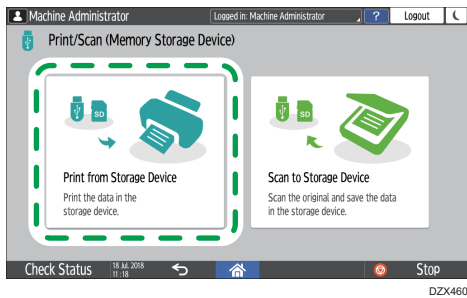 Machine Administrator
Logged in: Machine Administrator
?
Logout
Print/Scan (Memory Storage Device)
SD
SD
Print from Storage Device
Print the data in the
storage device.
Scan to Storage Device
Scan the original and save the data
in the storage device.
Check Status
18 Jul. 2018
11:18
Stop
DZX460